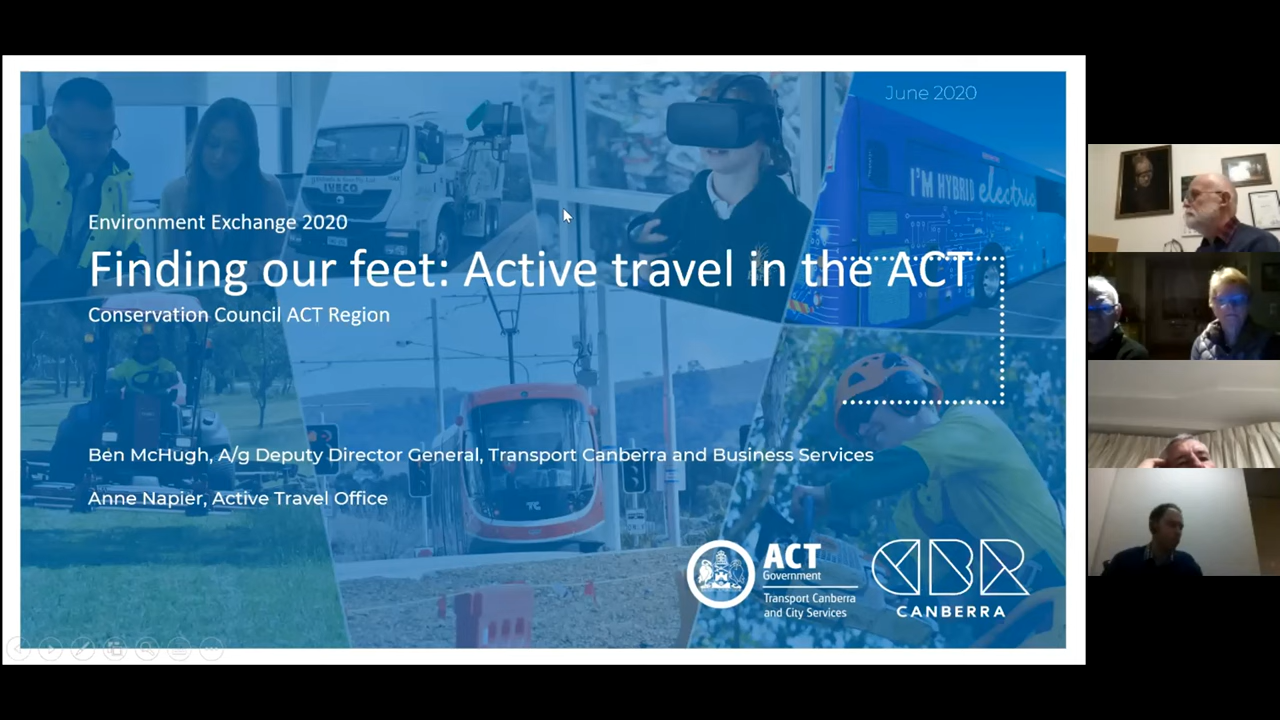 June 2020
I'M HYBRID electric
IVECO
Environment Exchange 2020
Finding our feet: Active travel in the ACT
Conservation Council ACT Region
Ben McHugh, A/g Deputy Director General, Transport Canberra and Business Services
Anne Napier, Active Travel Office
ACT
Government
Transport Canberra
and City Services
CBR
CANBERRA